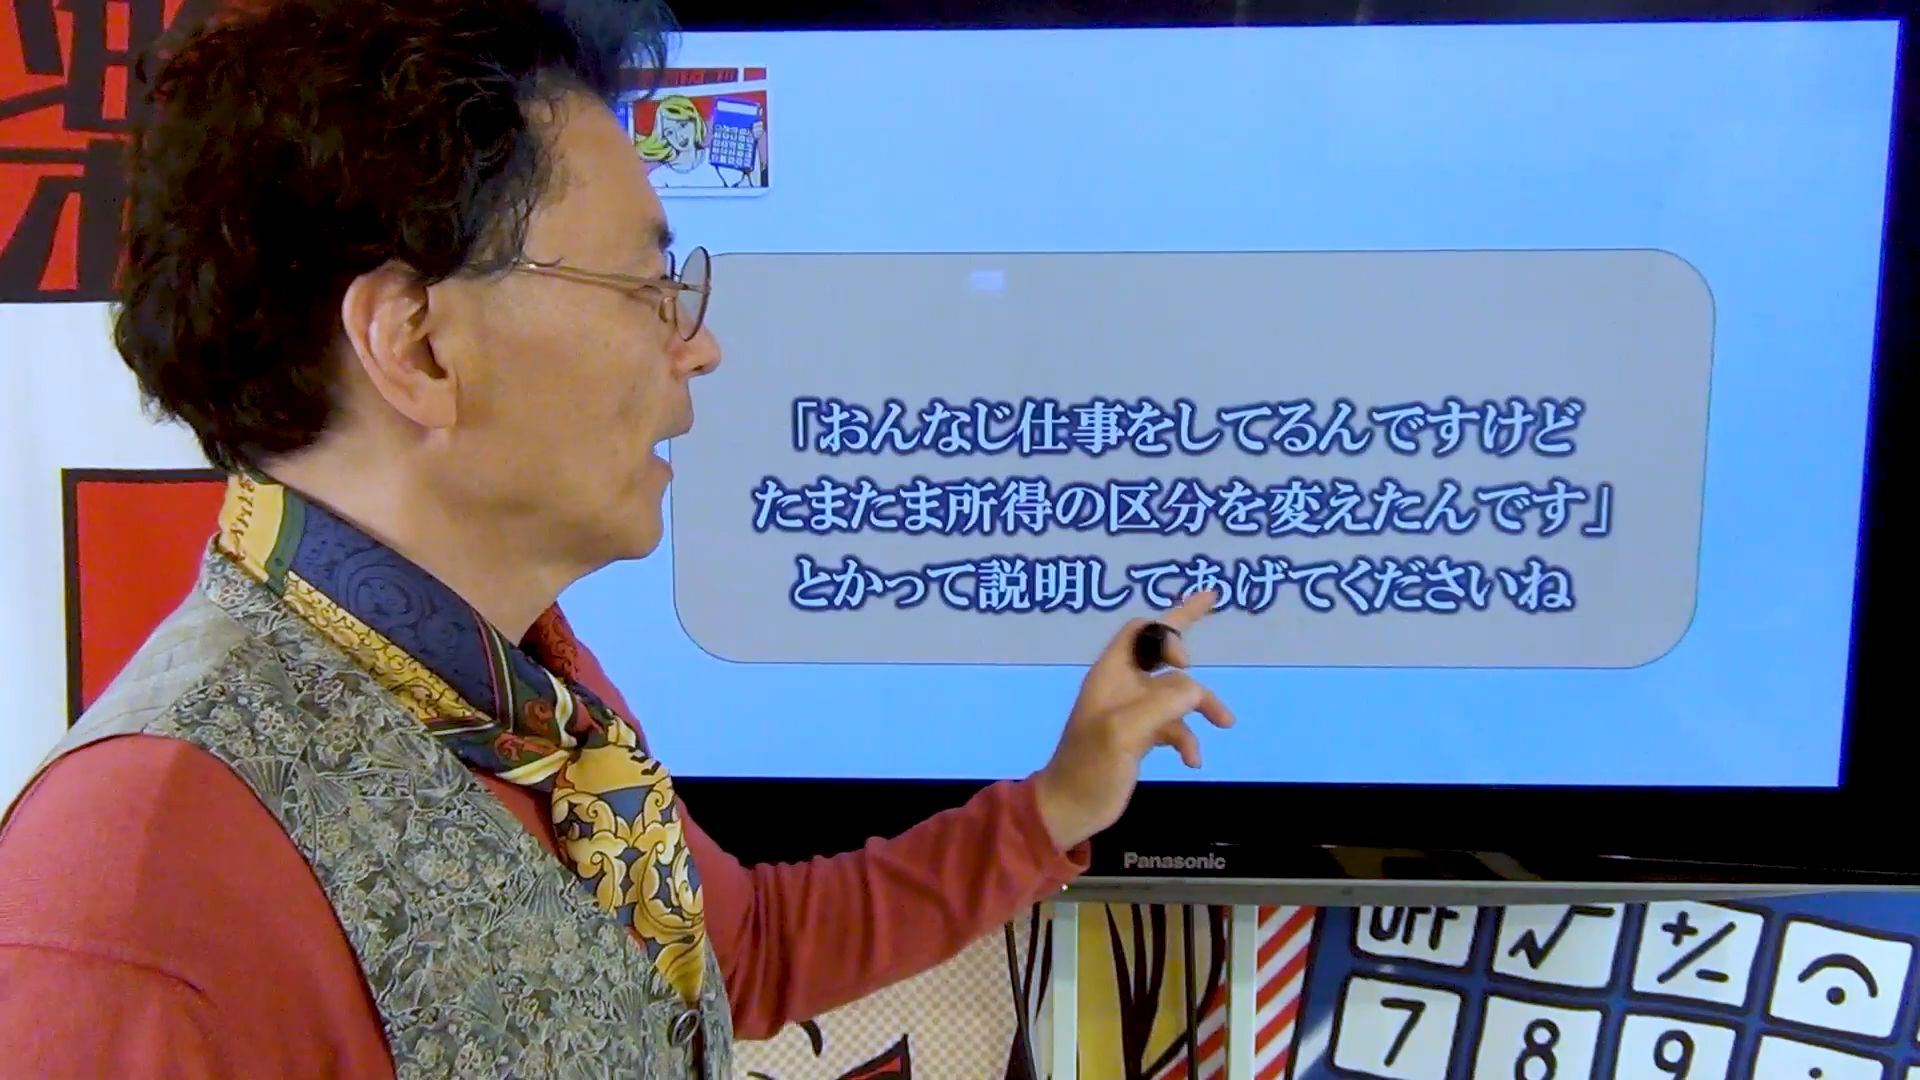 「おんなじ仕事をしてるんですけど
たまたま所得の区分を変えたんです」
とかって説明してあげてくださいね
Panasonic
OFF √ +/-
7 8 9